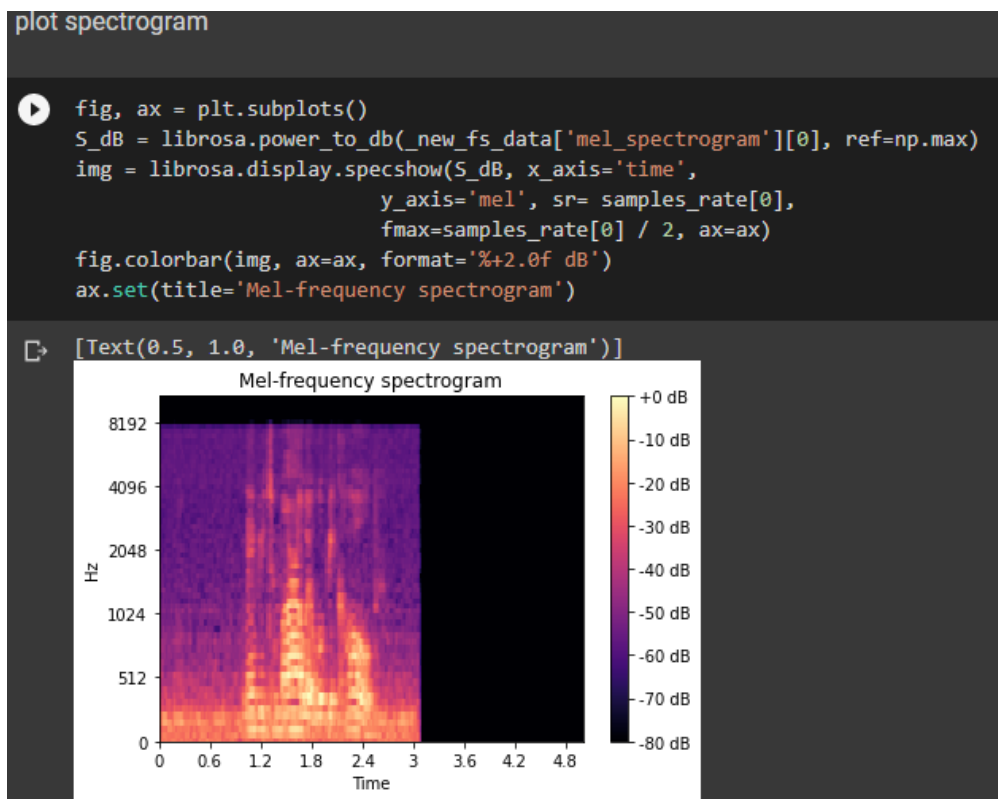 plot spectrogram
fig, ax = plt.subplots()
S_dB = librosa.power_to_db(_new_fs_data['mel_spectrogram'][0], ref=np.max)
img = librosa.display.specshow(S_dB, x_axis='time',
y_axis='mel', sr= samples_rate[0],
fmax=samples_rate[0] / 2, ax=ax)
fig.colorbar(img, ax=ax, format='%+2.0f dB')
ax.set(title='Mel-frequency spectrogram')
[Text(0.5, 1.0, 'Mel-frequency spectrogram')]
Mel-frequency spectrogram
8192
4096
2048
1024
512
0
Hz
0 0.6 1.2 1.8 2.4 3 3.6 4.2 4.8
Time
+0 dB
-10 dB
-20 dB
-30 dB
-40 dB
-50 dB
-60 dB
-70 dB
-80 dB